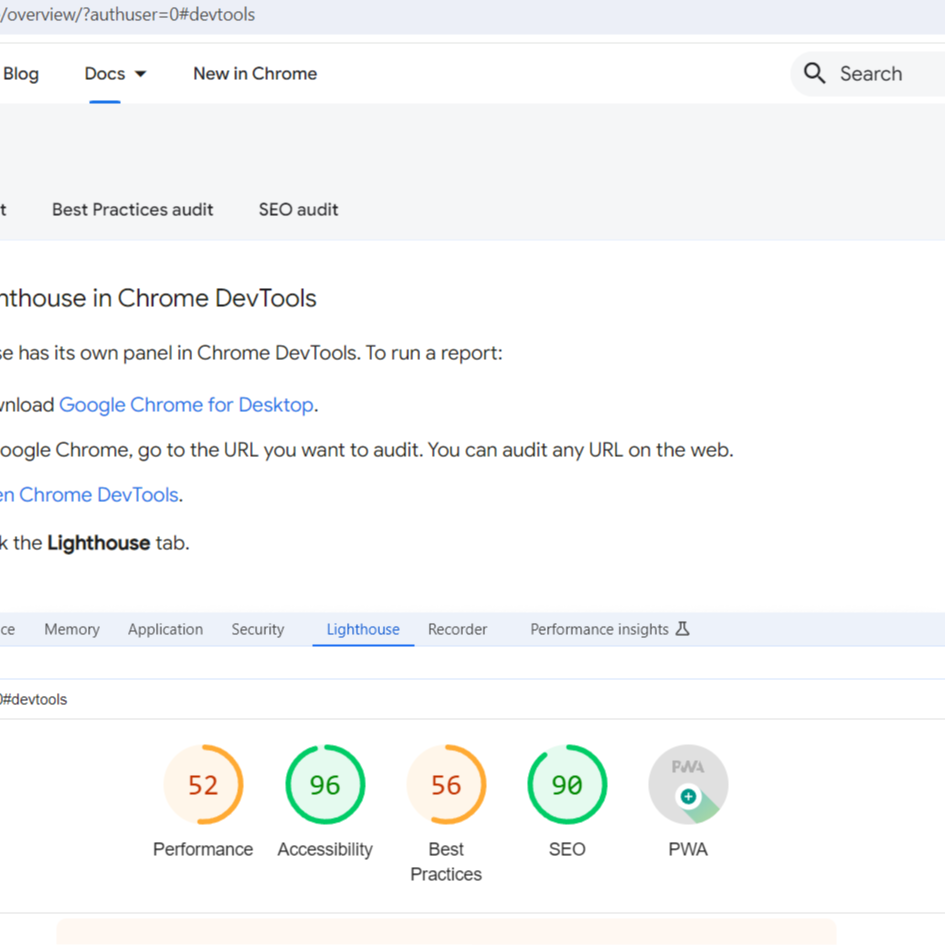 /overview/?authuser=0#devtools
Blog Docs New in Chrome Search
t Best Practices audit SEO audit
hthouse in Chrome DevTools
se has its own panel in Chrome DevTools. To run a report:
wnload Google Chrome for Desktop.
oogle Chrome, go to the URL you want to audit. You can audit any URL on the web.
en Chrome DevTools.
k the Lighthouse tab.
ce Memory Application Security Lighthouse Recorder Performance insights
0#devtools
52 96 56 90 PWA
Performance Accessibility Best Practices SEO PWA